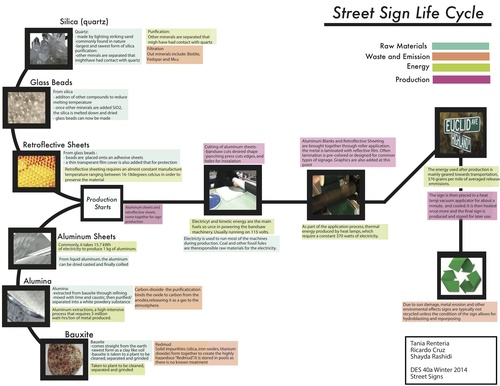 Street Sign Life Cycle
Raw Materials
Waste and Emission
Energy
Production
Silica (quartz)
Quartz:
- made by lighting striking sand
-commonly found in nature
-largest and sewest form of silica
purification:
-other minerals are separated that
mighthave had contact with quartz
Purification:
-Other minerals are separated that
migh have had contact with quartz
Filtration
Out minerals include: Biotite,
Fedspar and Mica
Glass Beads
From silica
- addition of other compounds to reduce
melting temperature
- once other minerals are added SiO2,
the silica is melted down and dried
- glass beads can now be made
Retroflective Sheets
From glass beads -
- beads are placed onto an adhesive sheets
- a thin transparent film cover is also added that for protection
Retroflective sheeting requires an almost constant manufacture
temperature ranging between 16-18degrees celsius in order to
preserve the material
Production
Starts
Aluminum sheets and
retroflective sheets
come together for sign
production
Cutting of aluminum sheets:
- bandsaw cuts desired shape
- punching press cuts edges, and
holes for installation
Electricyl and kinetic energy are the main
fuels so once in powering the bandsaw
machinery. Usually running on 115 volts.
Electricity is used to run most of the machines
during production. Coal and other fossil fules
are theresponsible raw materials for the electricity.
Aluminum Blanks and Retroflective Sheeting
are brought together through roller application.
the metal is laminated with reflective film. Often
lamination is pre-colored or designed for common
types of signage. Graphics are also added at this point
As part of the application process, thermal
energy produced by heat lamps, which
require a constant 370 watts of electricity.
EUCLID AVE
HIGHLAND
The energy used after production is
mainly geared towards transportation.
576 grams per mile of averaged release
emmisions.
The sign is then placed in a heat
lamp/vacuum applicator for about a
minute, and cooled. It is then heated
once more and the final sign is
produced and stored for later use.
Due to sun damage, metal erosion and other
environmental effects signs are typically not
recycled unless the condition of the sign allows for
hydroblasting and repurposing
Aluminum Sheets
Commonly, it takes 15.7 kWh
of electricity to produce 1 kg of aluminum.
From liquid aluminum, the aluminum
can be dried casted and finally coiled
Alumina
Alumina:
-extracted from bauxite through refining
-mixed with lime and caustic, then purified/
separated into a white powdery substance
Aluminum extractions, a high-intensive
process that requires 3 million
watt-hrs/ton of metal produced.
Carbon dioxide -the purification
binds the oxide to carbon from the
anodes,releasing it as a gas to the
atmosphere.
Bauxite
Bauxite:
-comes straight from the earth
newest form as a clay like soil
-bauxite is taken to a plant to be
cleaned, separated and grinded
Taken to plant to be cleaned,
separated and grinded
Redmud
Solid impurities silica, iron oxides, and titanium
dioxoid form together to create the highly
hazardous "Redmud". It is stored in pools as
there is no known treatment
Tania Renteria
Ricardo Cruz
Shayda Rashidi
DES 40a Winter 2014
Street Signs